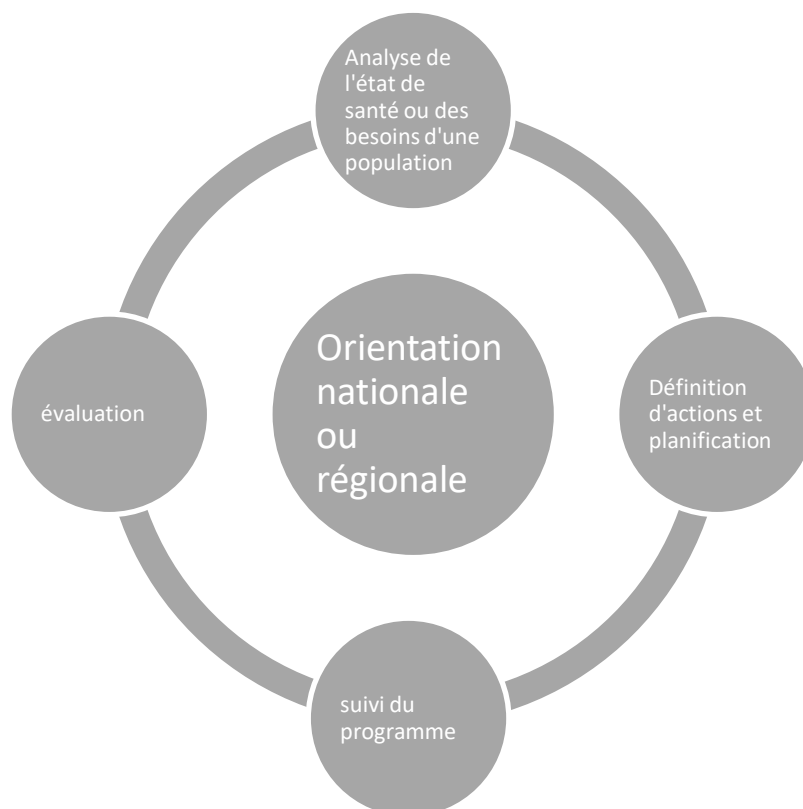 Analyse de
l'état de
santé ou des
besoins d'une
population
Orientation
nationale
ou
régionale
Définition
d'actions et
planification
évaluation
suivi du
programme